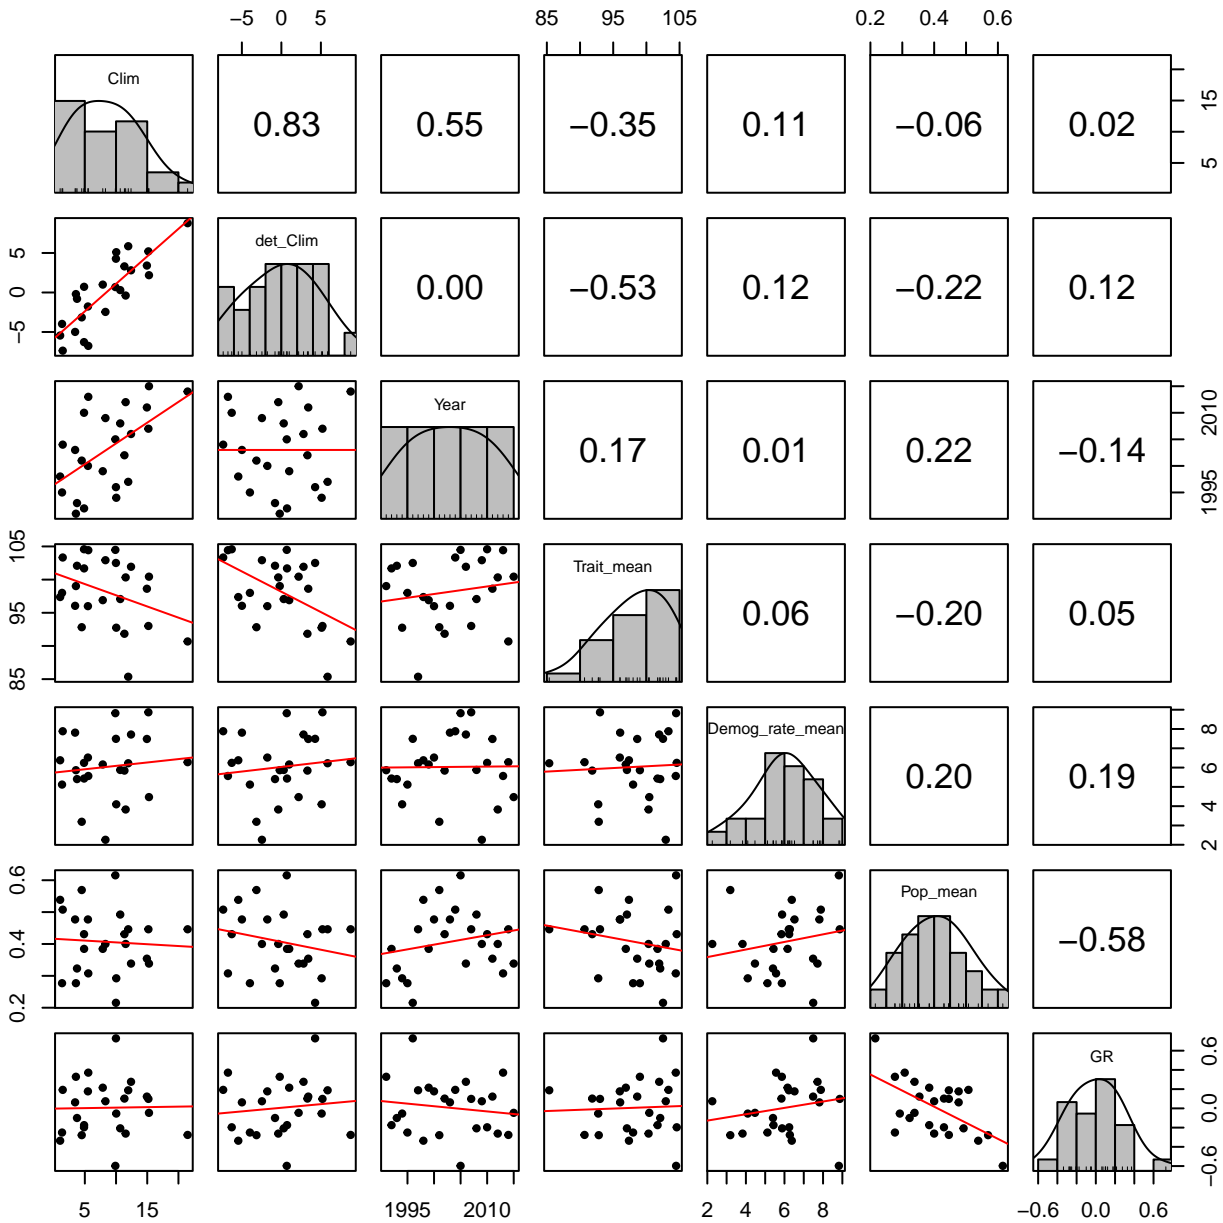 −5 0 5 85 95 105 0.2 0.4 0.6
Clim 0.83 0.55 −0.35 0.11 −0.06 0.02 5 15
−5 0 5 det_Clim 0.00 −0.53 0.12 −0.22 0.12
Year 0.17 0.01 0.22 −0.14 1995 2010
85 95 105 Trait_mean 0.06 −0.20 0.05
Demog_rate_mean 0.20 0.19 2 4 6 8
0.2 0.4 0.6 Pop_mean −0.58
GR −0.6 0.0 0.6
5 15 1995 2010 2 4 6 8 −0.6 0.0 0.6